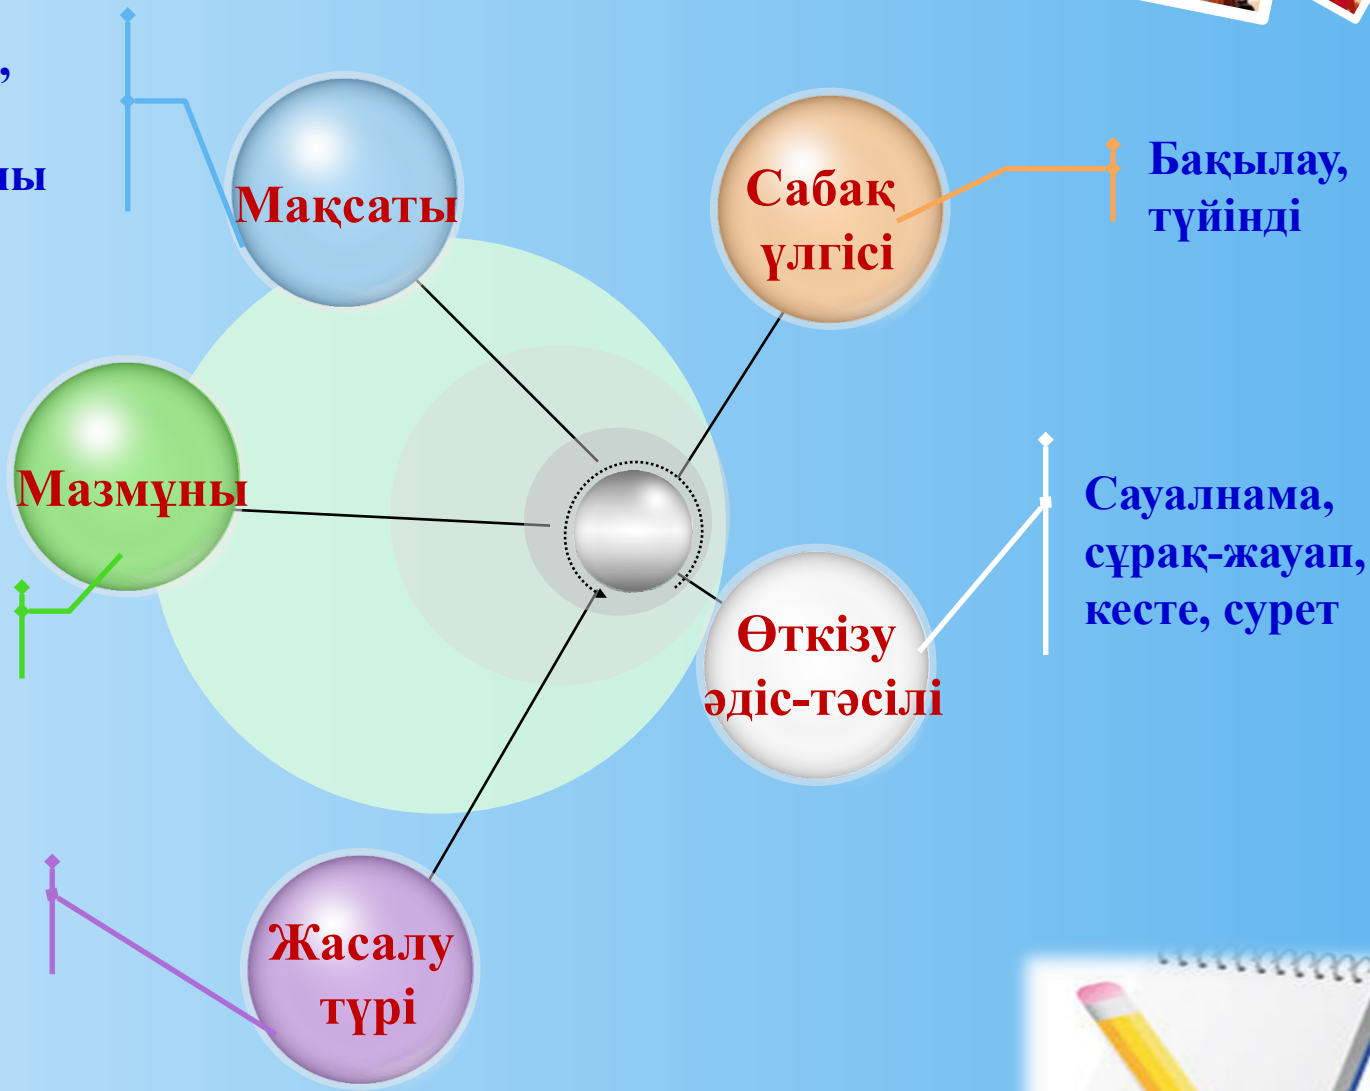 Мақсаты
Сабақ
үлгісі
Бақылау,
түйінді
Мазмұны
Сауалнама,
сұрақ-жауап,
кесте, сурет
Өткізу
әдіс-тәсілі
Жасалу
түрі